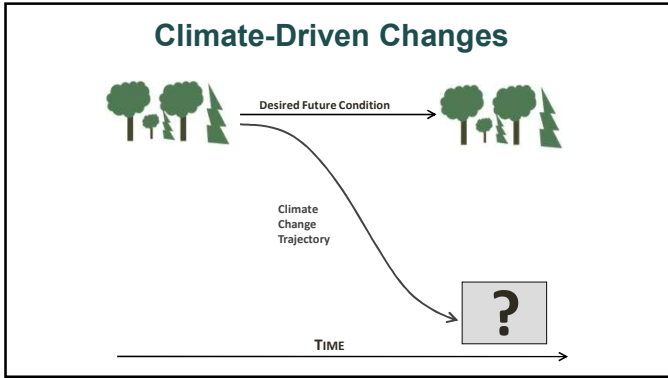 Climate-Driven Changes
Desired Future Condition
Climate
Change
Trajectory
?
TIME